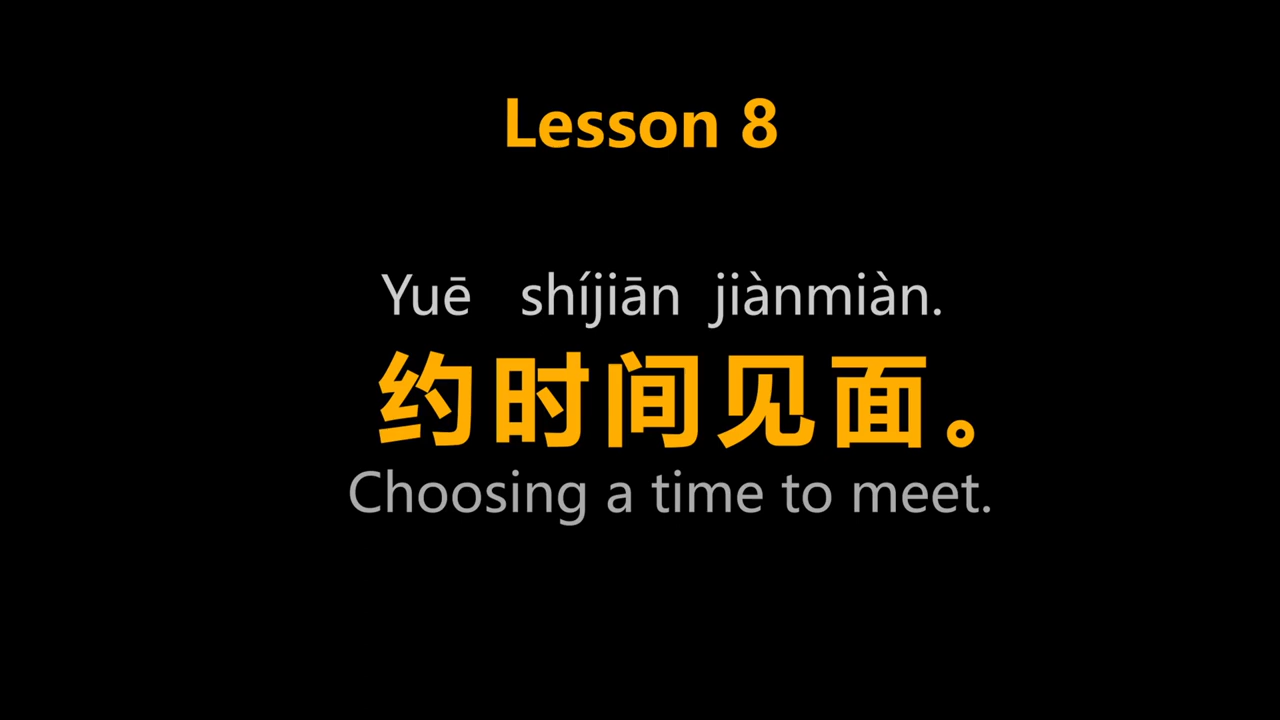 Lesson 8
Yuē shíjiān jiànmiàn.
约时间见面。
Choosing a time to meet.